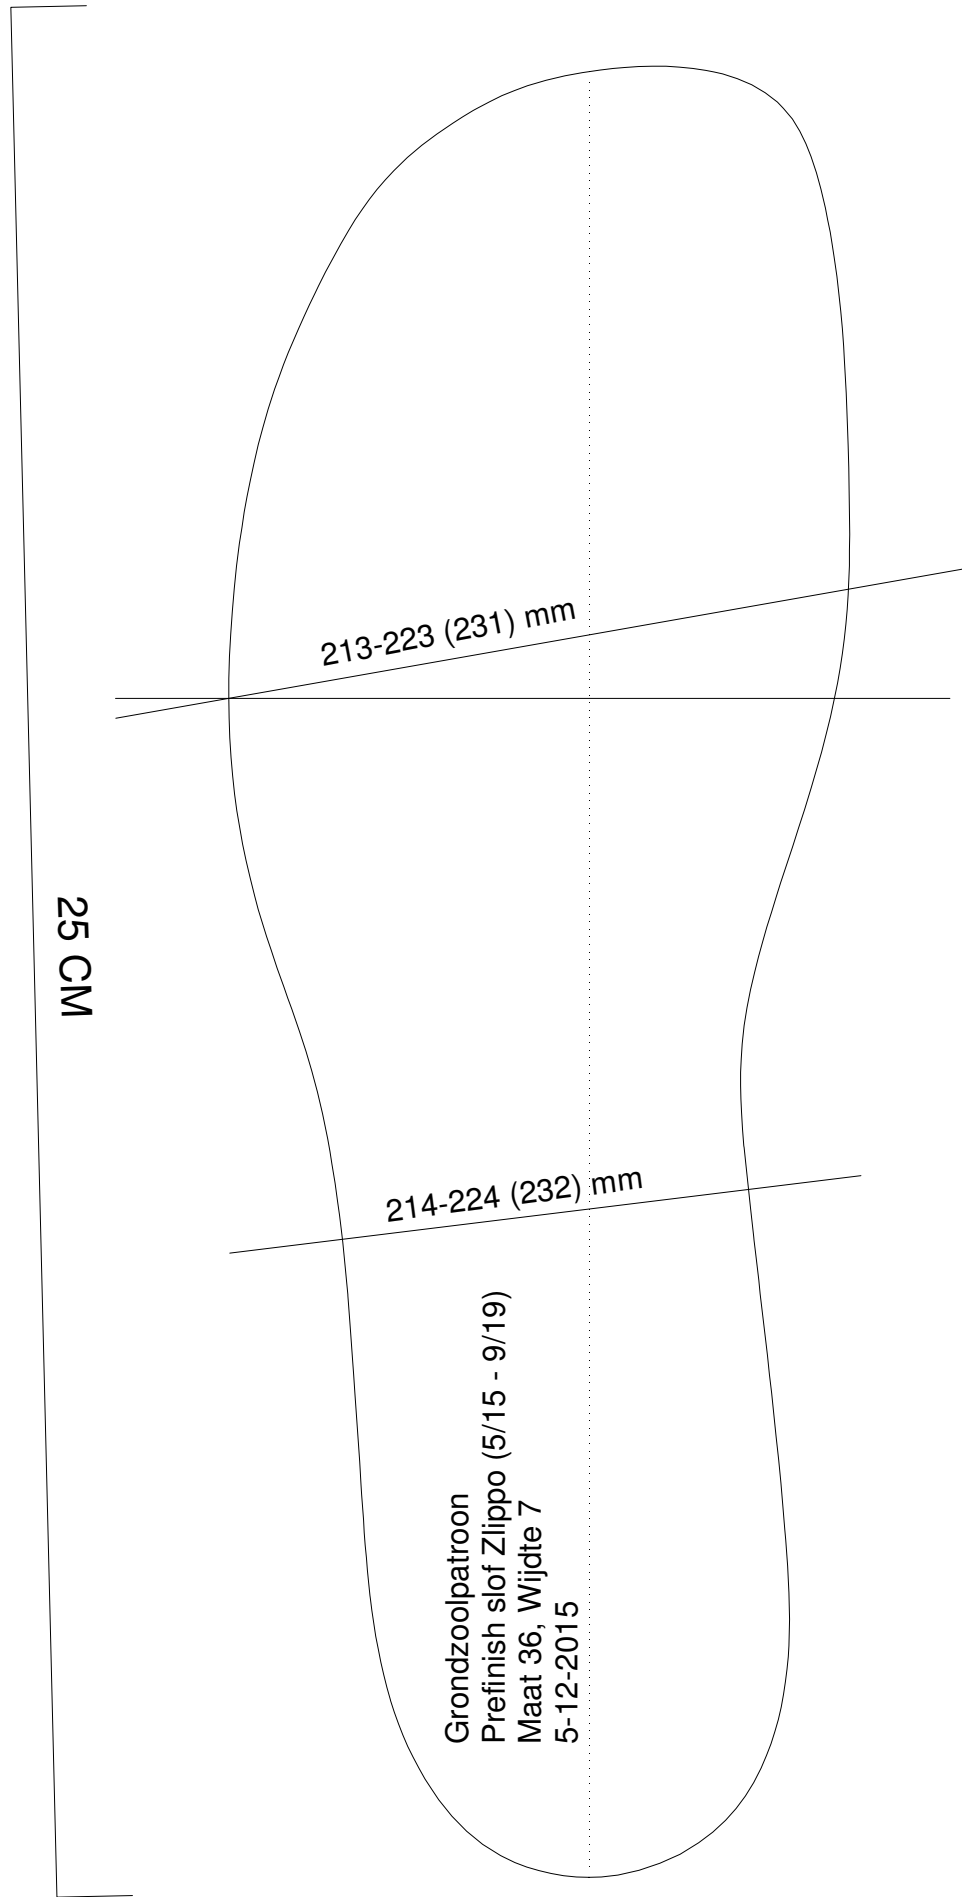 213-223 (231) mm
25 CM
214-224 (232) mm
Grondzoolpatroon
Prefinish slof Zlippo (5/15 - 9/19)
Maat 36, Wijdte 7
5-12-2015